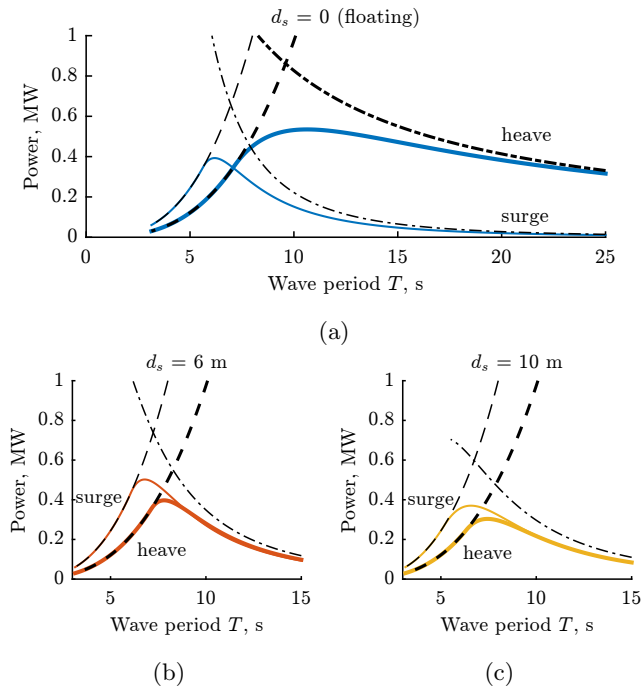 d_s = 0 (floating)
1
0.8
0.6
0.4
0.2
0
Power, MW
heave
surge
0 5 10 15 20 25
Wave period T, s
(a)
d_s = 6 m
1
0.8
0.6
0.4
0.2
0
Power, MW
surge
heave
5 10 15
Wave period T, s
(b)
d_s = 10 m
1
0.8
0.6
0.4
0.2
0
Power, MW
surge
heave
5 10 15
Wave period T, s
(c)